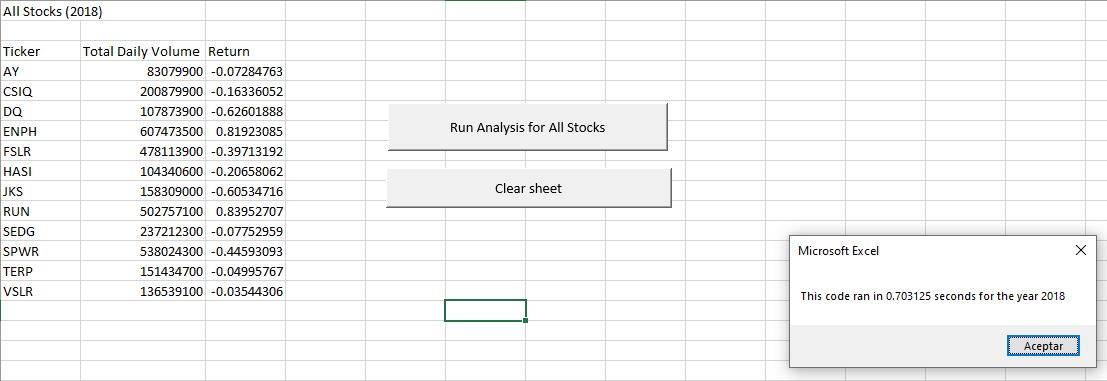 All Stocks (2018)
Ticker Total Daily Volume Return
AY 83079900 -0.07284763
CSIQ 200879900 -0.16336052
DQ 107873900 -0.62601888
ENPH 607473500 0.81923085
FSLR 478113900 -0.39713192
HASI 104340600 -0.20658062
JKS 158309000 -0.60534716
RUN 502757100 0.83952707
SEDG 237212300 -0.07752959
SPWR 538024300 -0.44593093
TERP 151434700 -0.04995767
VSLR 136539100 -0.03544306
Run Analysis for All Stocks
Clear sheet
Microsoft Excel
This code ran in 0.703125 seconds for the year 2018
Aceptar